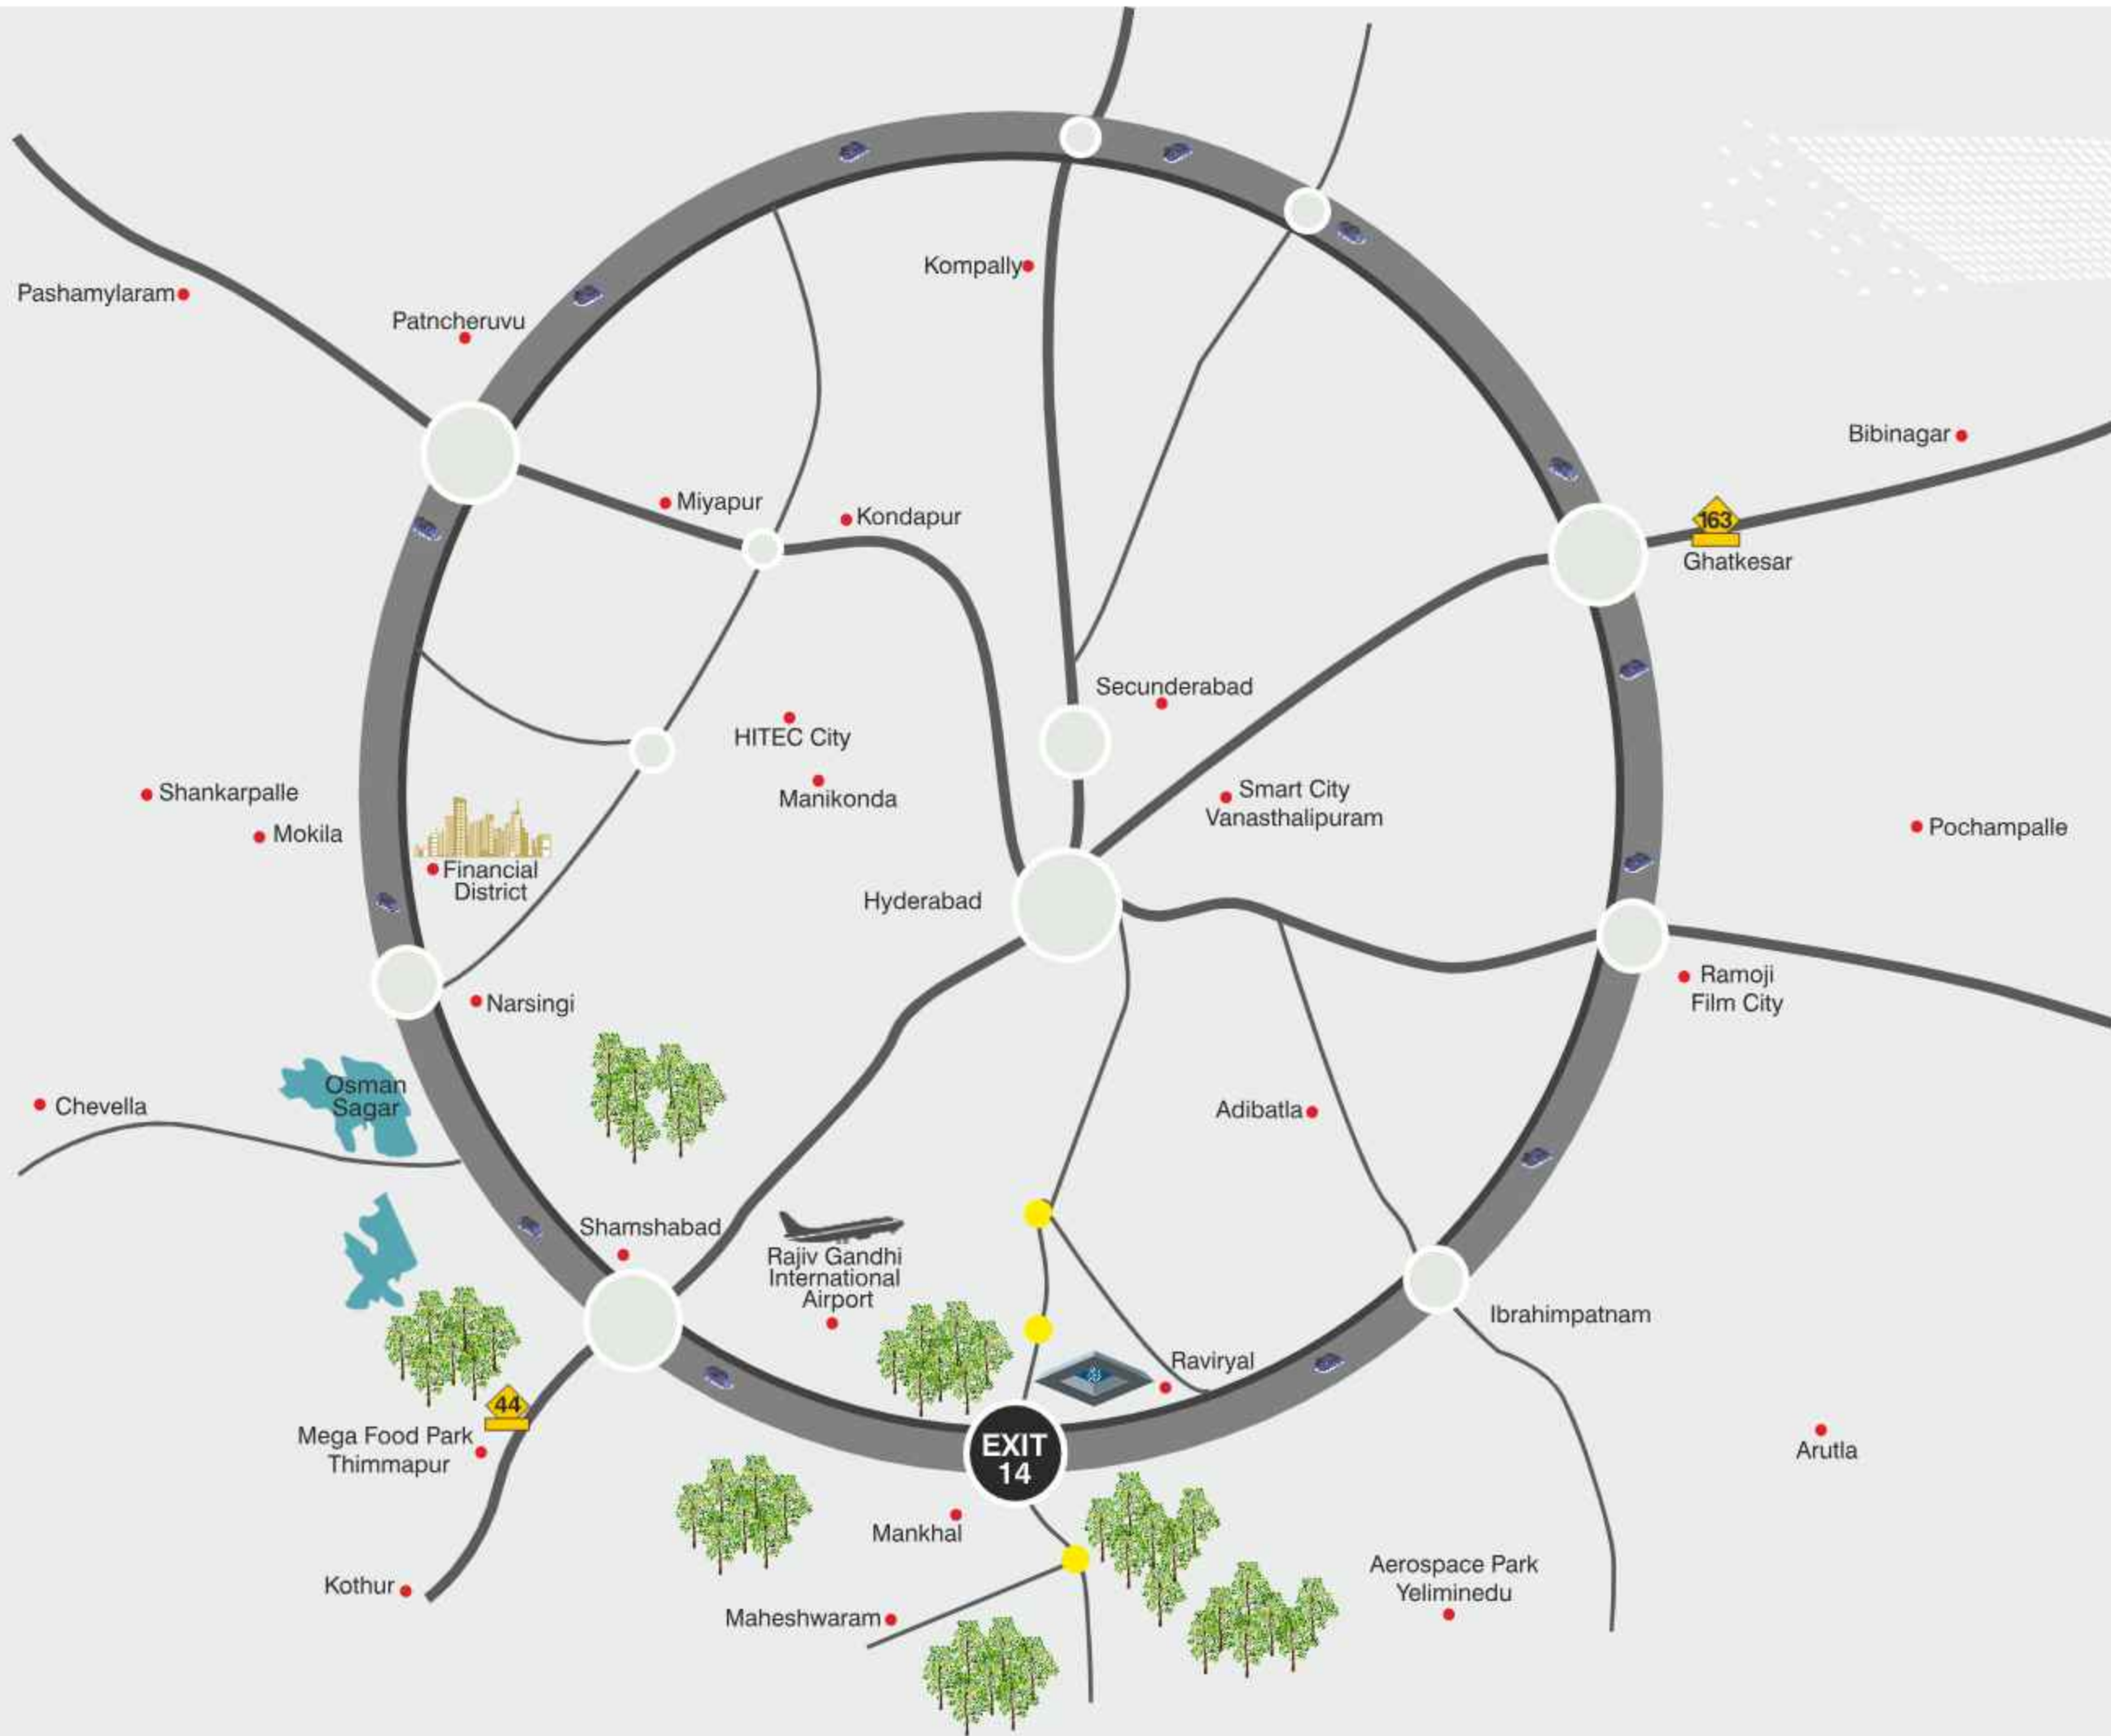 Kompally
Pashamylaram
Patncheruvu
Bibinagar
Miyapur
Kondapur
163
Ghatkesar
Secunderabad
HITEC City
Manikonda
Smart City
Vanasthalipuram
Shankarpalle
Mokila
Pochampalle
Financial
District
Hyderabad
Ramoji
Film City
Narsingi
Osman
Sagar
Chevella
Adibatla
Shamshabad
Rajiv Gandhi
International
Airport
Ibrahimpatnam
Raviryal
44
Mega Food Park
Thimmapur
EXIT
14
Arutla
Mankhal
Aerospace Park
Yeliminedu
Kothur
Maheshwaram